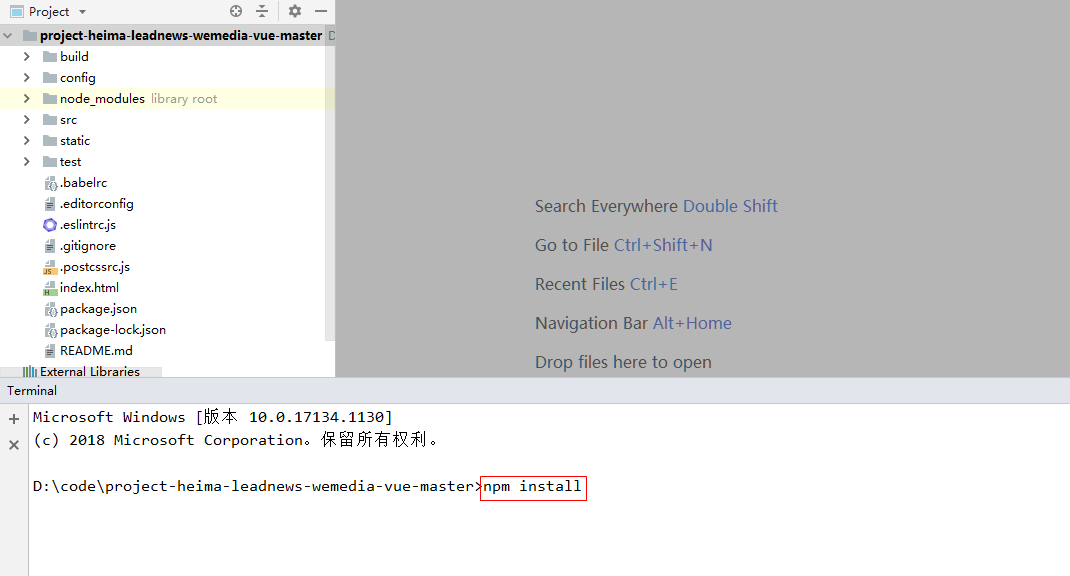 Project
project-heima-leadnews-wemedia-vue-master D
build
config
node_modules library root
src
static
test
.babelrc
.editorconfig
.eslintrc.js
.gitignore
.postcssrc.js
index.html
package.json
package-lock.json
README.md
External Libraries
Search Everywhere Double Shift
Go to File Ctrl+Shift+N
Recent Files Ctrl+E
Navigation Bar Alt+Home
Drop files here to open
Terminal
Microsoft Windows [版本 10.0.17134.1130]
(c) 2018 Microsoft Corporation。保留所有权利。
D:\code\project-heima-leadnews-wemedia-vue-master>npm install